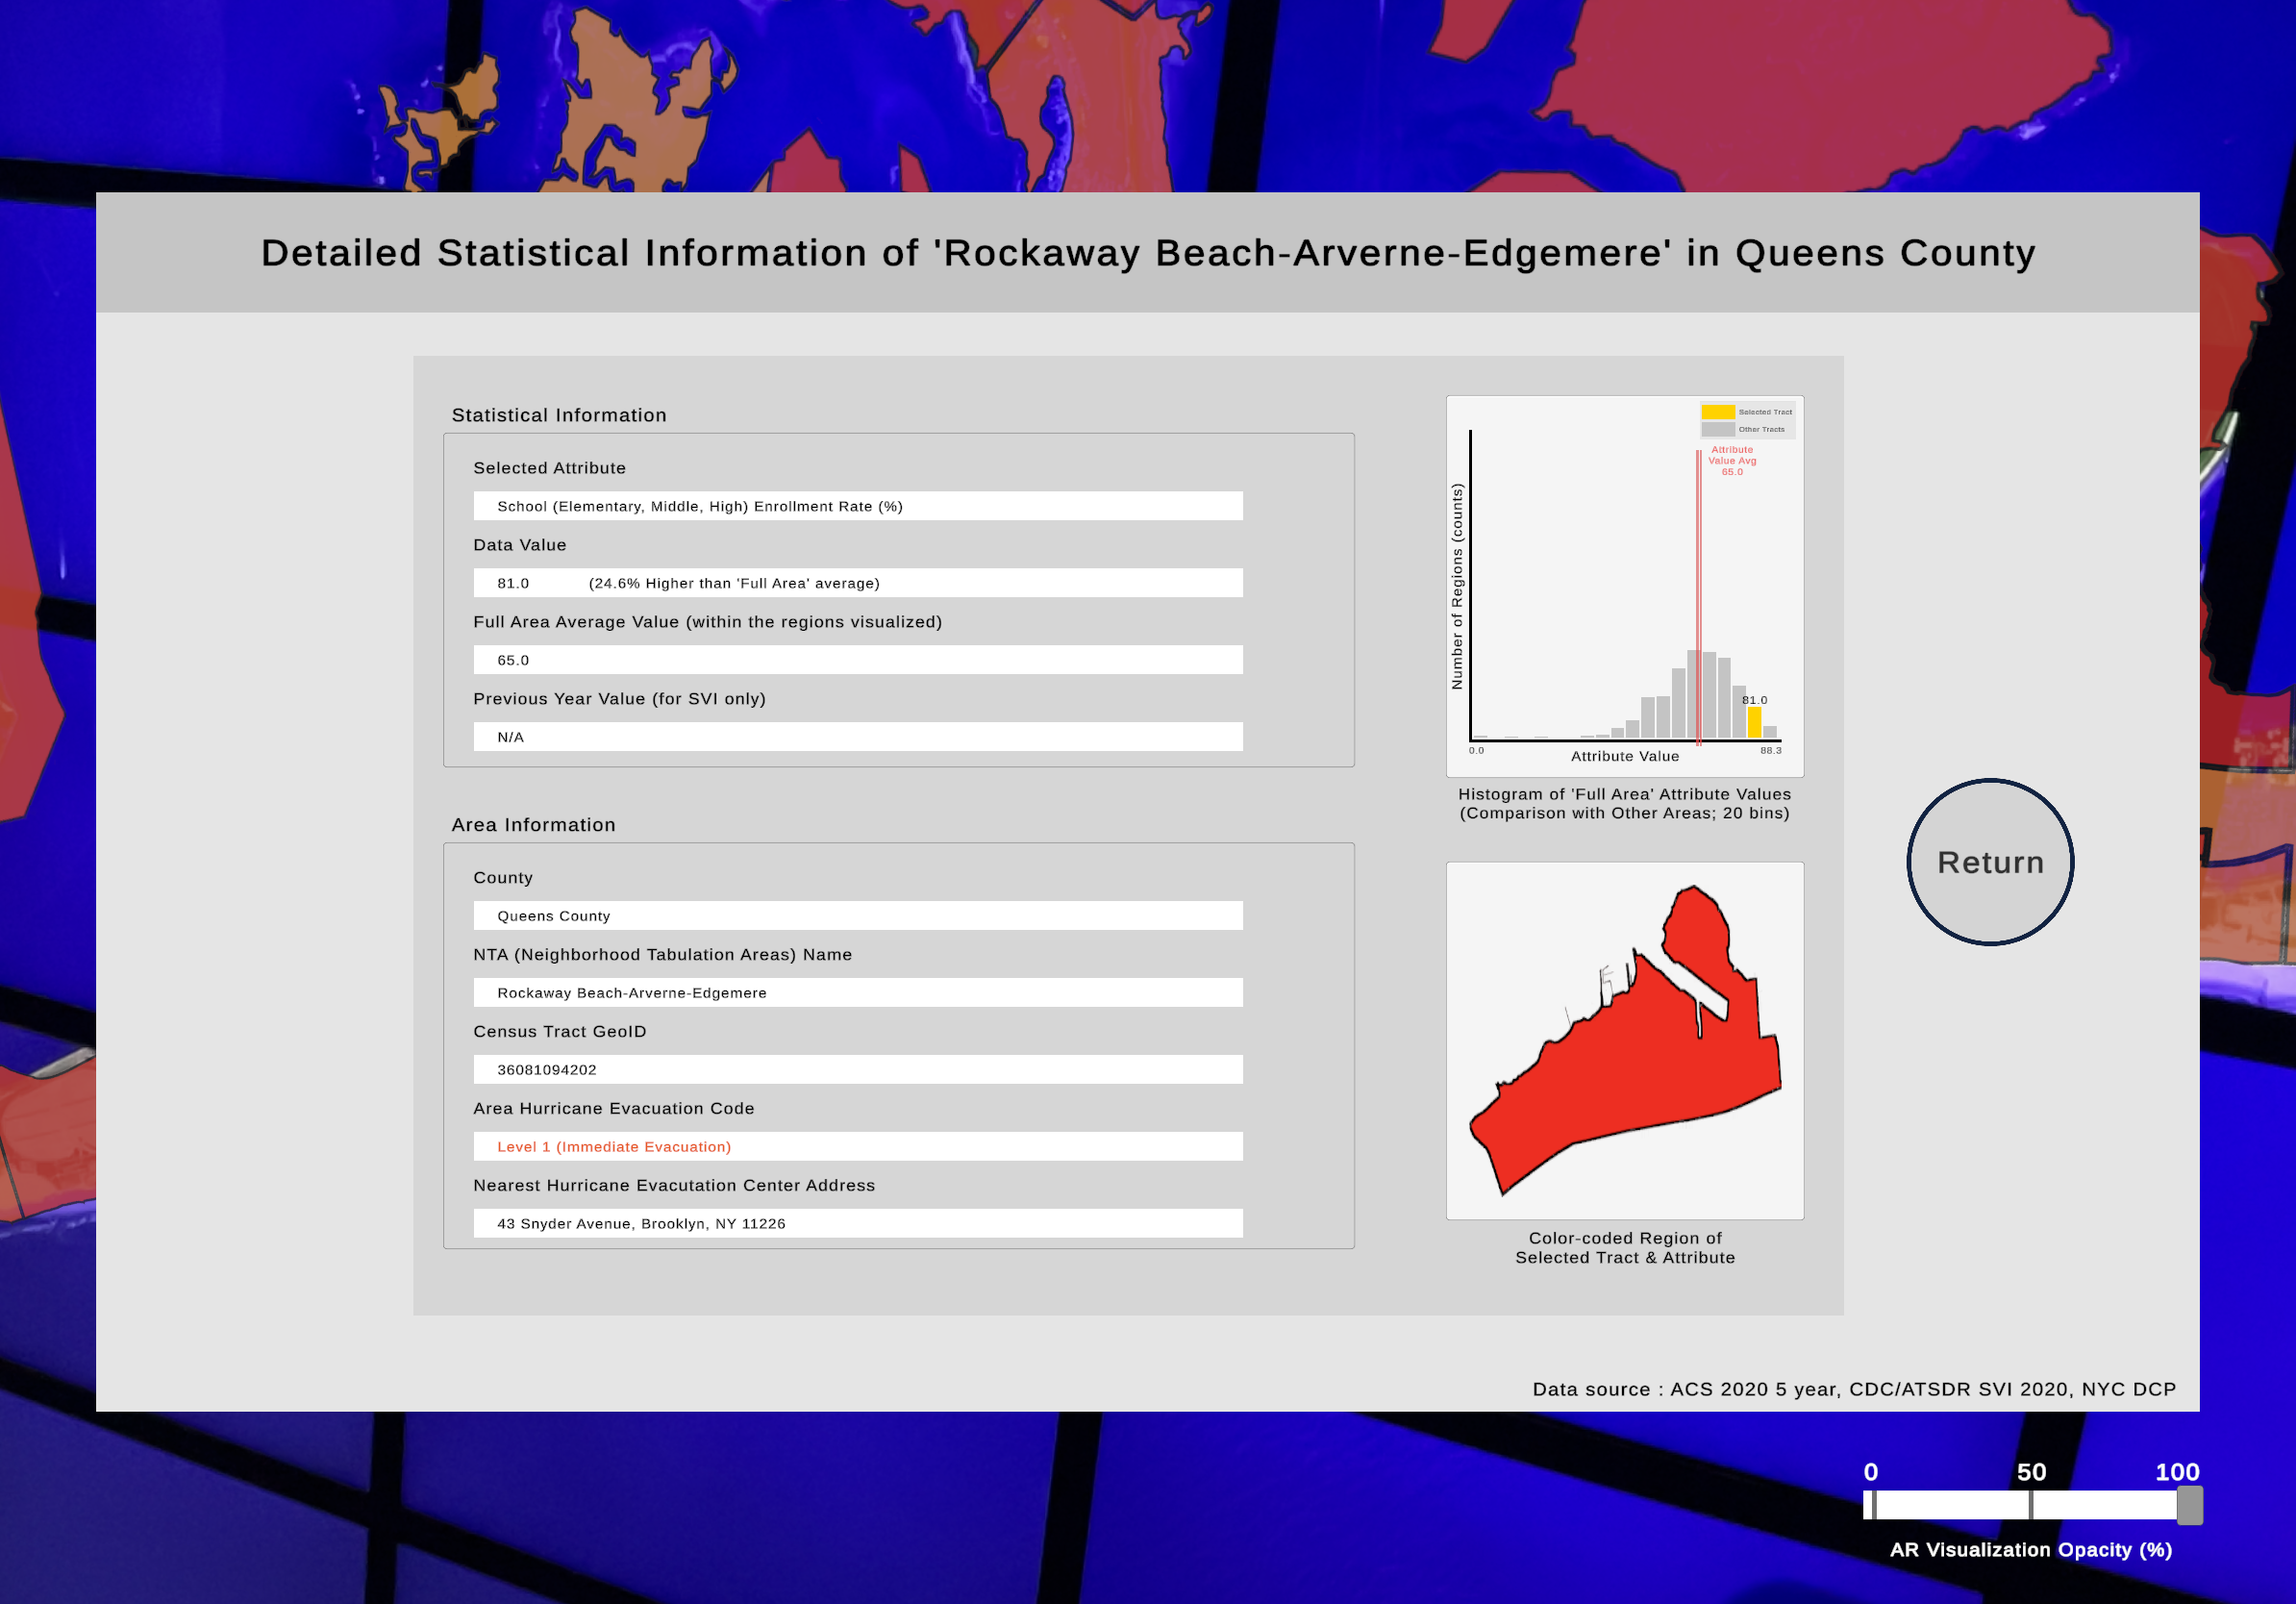 Detailed Statistical Information of 'Rockaway Beach-Arverne-Edgemere' in Queens County
Statistical Information
Selected Attribute
School (Elementary, Middle, High) Enrollment Rate (%)
Data Value
81.0 (24.6% Higher than 'Full Area' average)
Full Area Average Value (within the regions visualized)
65.0
Previous Year Value (for SVI only)
N/A
Area Information
County
Queens County
NTA (Neighborhood Tabulation Areas) Name
Rockaway Beach-Arverne-Edgemere
Census Tract GeoID
36081094202
Area Hurricane Evacuation Code
Level 1 (Immediate Evacuation)
Nearest Hurricane Evacutation Center Address
43 Snyder Avenue, Brooklyn, NY 11226
Selected Tract
Other Tracts
Attribute
Value Avg
65.0
Number of Regions (counts)
81.0
0.0
88.3
Attribute Value
Histogram of 'Full Area' Attribute Values
(Comparison with Other Areas; 20 bins)
Color-coded Region of
Selected Tract & Attribute
Return
Data source : ACS 2020 5 year, CDC/ATSDR SVI 2020, NYC DCP
0 50 100
AR Visualization Opacity (%)